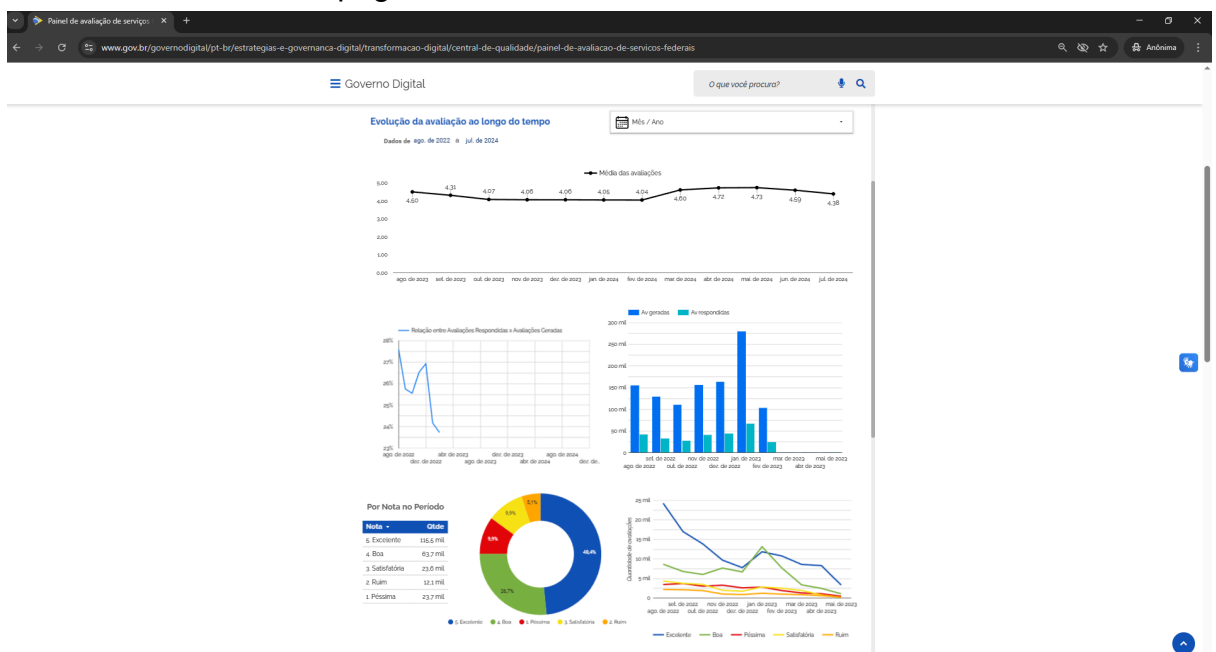 Painel de avaliação de serviços
www.gov.br/governodigital/pt-br/estrategias-e-governanca-digital/transformacao-digital/central-de-qualidade/painel-de-avaliacao-de-servicos-federais
Anônima
Governo Digital
O que você procura?
Evolução da avaliação ao longo do tempo
Mês / Ano
Dados de ago. de 2022 a jul. de 2024
Média das avaliações
5,00
4,00
3,00
2,00
1,00
0,00
4,50 4,31 4,07 4,06 4,06 4,05 4,04 4,60 4,72 4,73 4,59 4,38
ago. de 2023 set. de 2023 out. de 2023 nov. de 2023 dez. de 2023 jan. de 2024 fev. de 2024 mar. de 2024 abr. de 2024 mai. de 2024 jun. de 2024 jul. de 2024
Relação entre Avaliações Respondidas x Avaliações Geradas
28%
27%
26%
25%
24%
23%
ago. de 2022 abr. de 2023 dez. de 2023 ago. de 2024
dez. de 2022 ago. de 2023 abr. de 2024 dez. de..
Av geradas Av respondidas
300 mil
250 mil
200 mil
150 mil
100 mil
50 mil
0
set. de 2022 nov. de 2022 jan. de 2023 mar. de 2023 mai. de 2023
ago. de 2022 out. de 2022 dez. de 2022 fev. de 2023 abr. de 2023
Por Nota no Período
Nota Qtde
5. Excelente 115,5 mil
4. Boa 63,7 mil
3. Satisfatória 23,6 mil
2. Ruim 12,1 mil
1. Péssima 23,7 mil
5,1%
9,9%
9,9%
48,4%
26,7%
5. Excelente 4. Boa 1. Péssima 3. Satisfatória 2. Ruim
Quantidade de avaliações
25 mil
20 mil
15 mil
10 mil
5 mil
0
set. de 2022 nov. de 2022 jan. de 2023 mar. de 2023 mai. de 2023
ago. de 2022 out. de 2022 dez. de 2022 fev. de 2023 abr. de 2023
Excelente Boa Péssima Satisfatória Ruim